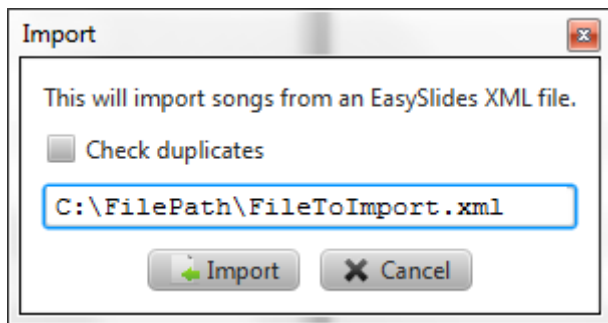 Import
This will import songs from an EasySlides XML file.
Check duplicates
C:\FilePath\FileToImport.xml
Import Cancel